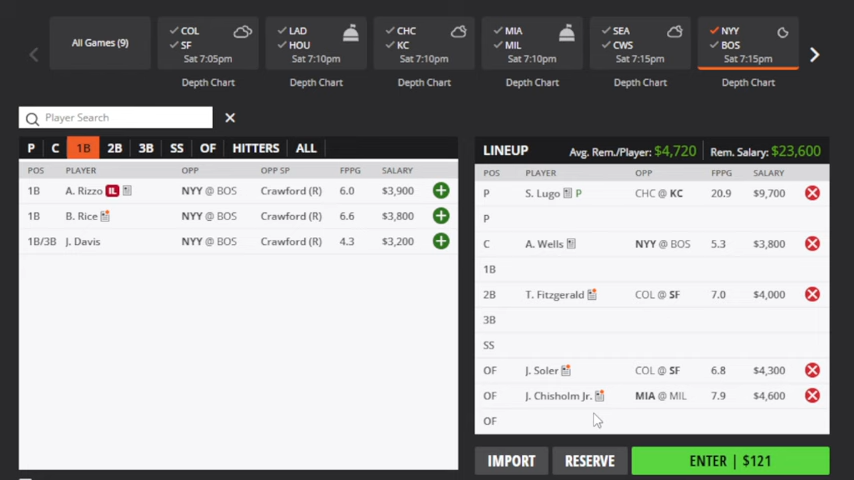 All Games (9)
COL
SF
Sat 7:05pm
LAD
HOU
Sat 7:10pm
CHC
KC
Sat 7:10pm
MIA
MIL
Sat 7:10pm
SEA
CWS
Sat 7:15pm
NYY
BOS
Sat 7:15pm
Depth Chart Depth Chart Depth Chart Depth Chart Depth Chart Depth Chart
Player Search
P C 1B 2B 3B SS OF HITTERS ALL
POS PLAYER OPP OPP SP FPPG SALARY
1B A. Rizzo IL NYY @ BOS Crawford (R) 6.0 $3,900
1B B. Rice NYY @ BOS Crawford (R) 6.6 $3,800
1B/3B J. Davis NYY @ BOS Crawford (R) 4.3 $3,200
LINEUP Avg. Rem./Player: $4,720 Rem. Salary: $23,600
POS PLAYER OPP FPPG SALARY
P S. Lugo P CHC @ KC 20.9 $9,700
P
C A. Wells NYY @ BOS 5.3 $3,800
1B
2B T. Fitzgerald COL @ SF 7.0 $4,000
3B
SS
OF J. Soler COL @ SF 6.8 $4,300
OF J. Chisholm Jr. MIA @ MIL 7.9 $4,600
OF
IMPORT RESERVE ENTER | $121